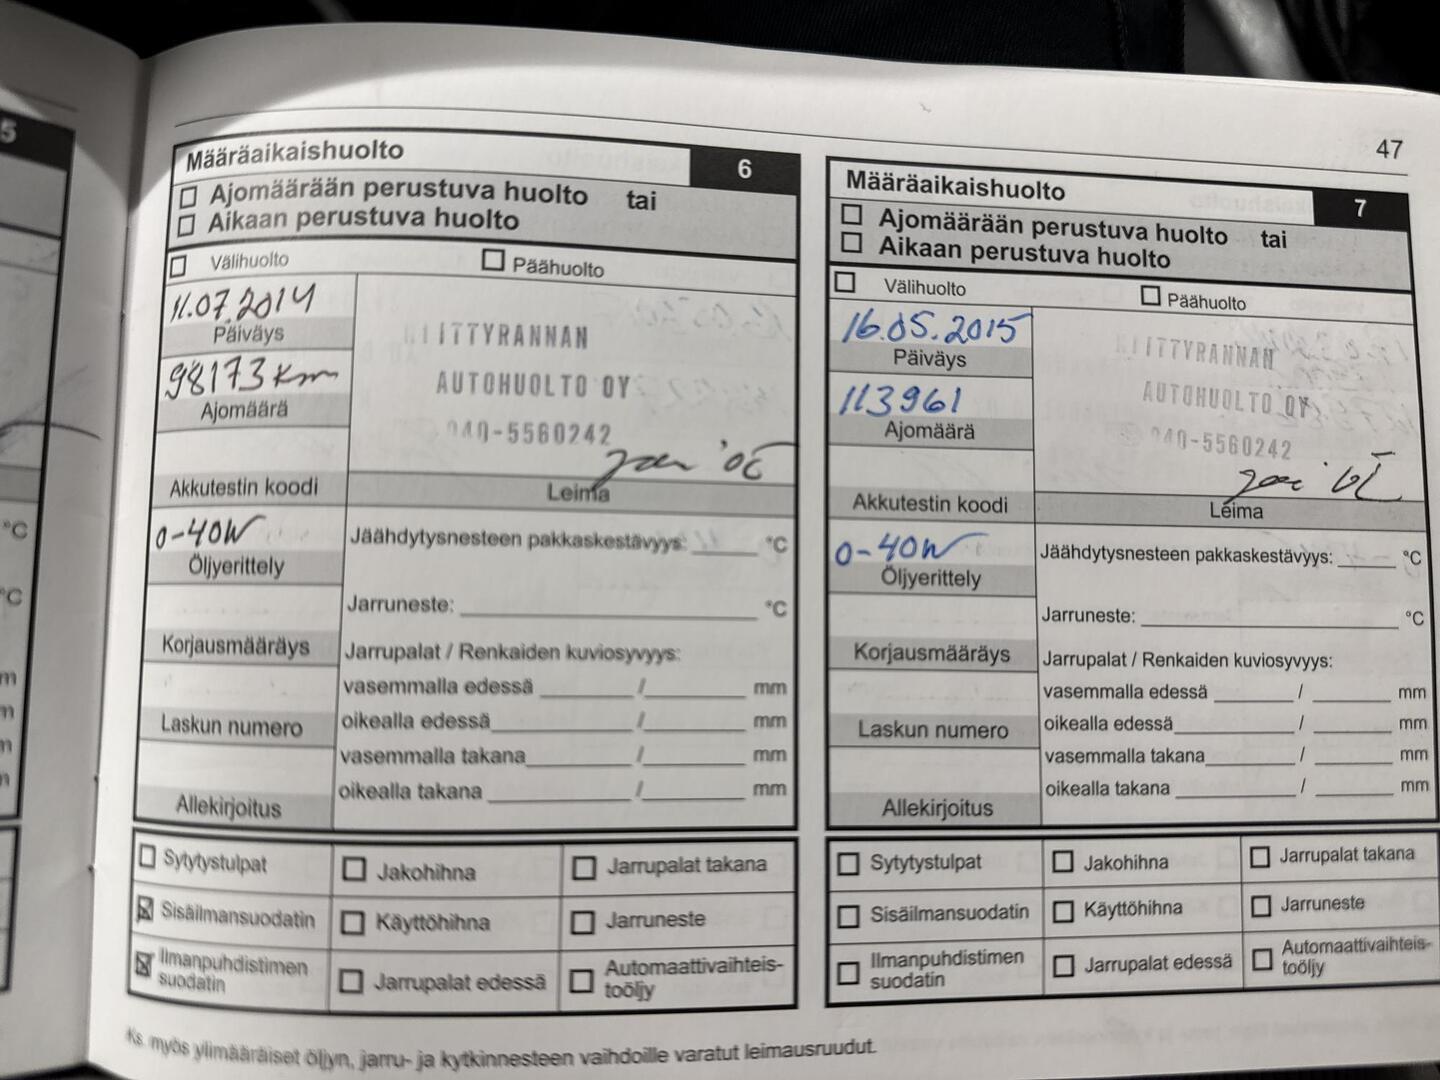 5
°C
°C
m
m
m
m
47
Määräaikaishuolto 6
Ajomäärään perustuva huolto tai
Aikaan perustuva huolto
Välihuolto Päähuolto
11.07.2014
Päiväys
98173 km
Ajomäärä
Akkutestin koodi
IITTYRANNAN
AUTOHUOLTO OY
040-5560242
Leima
0-40W
Öljyerittely
Jäähdytysnesteen pakkaskestävyys: °C
Jarruneste: °C
Korjausmääräys
Jarrupalat / Renkaiden kuviosyvyys:
vasemmalla edessä / mm
Laskun numero
oikealla edessä / mm
vasemmalla takana / mm
oikealla takana / mm
Allekirjoitus
Sytytystulpat Jakohihna Jarrupalat takana
Sisäilmansuodatin Käyttöhihna Jarruneste
Ilmanpuhdistimen
suodatin
Jarrupalat edessä
Automaattivaihteis-
toöljy
Määräaikaishuolto 7
Ajomäärään perustuva huolto tai
Aikaan perustuva huolto
Välihuolto Päähuolto
16.05.2015
Päiväys
113961
Ajomäärä
Akkutestin koodi
IITTYRANNAN
AUTOHUOLTO OY
040-5560242
Leima
0-40W
Öljyerittely
Jäähdytysnesteen pakkaskestävyys: °C
Jarruneste: °C
Korjausmääräys
Jarrupalat / Renkaiden kuviosyvyys:
vasemmalla edessä / mm
Laskun numero
oikealla edessä / mm
vasemmalla takana / mm
oikealla takana / mm
Allekirjoitus
Sytytystulpat Jakohihna Jarrupalat takana
Sisäilmansuodatin Käyttöhihna Jarruneste
Ilmanpuhdistimen
suodatin
Jarrupalat edessä
Automaattivaihteis-
toöljy
Ks. myös ylimääräiset öljyn, jarru- ja kytkinnesteen vaihdoille varatut leimausruudut.